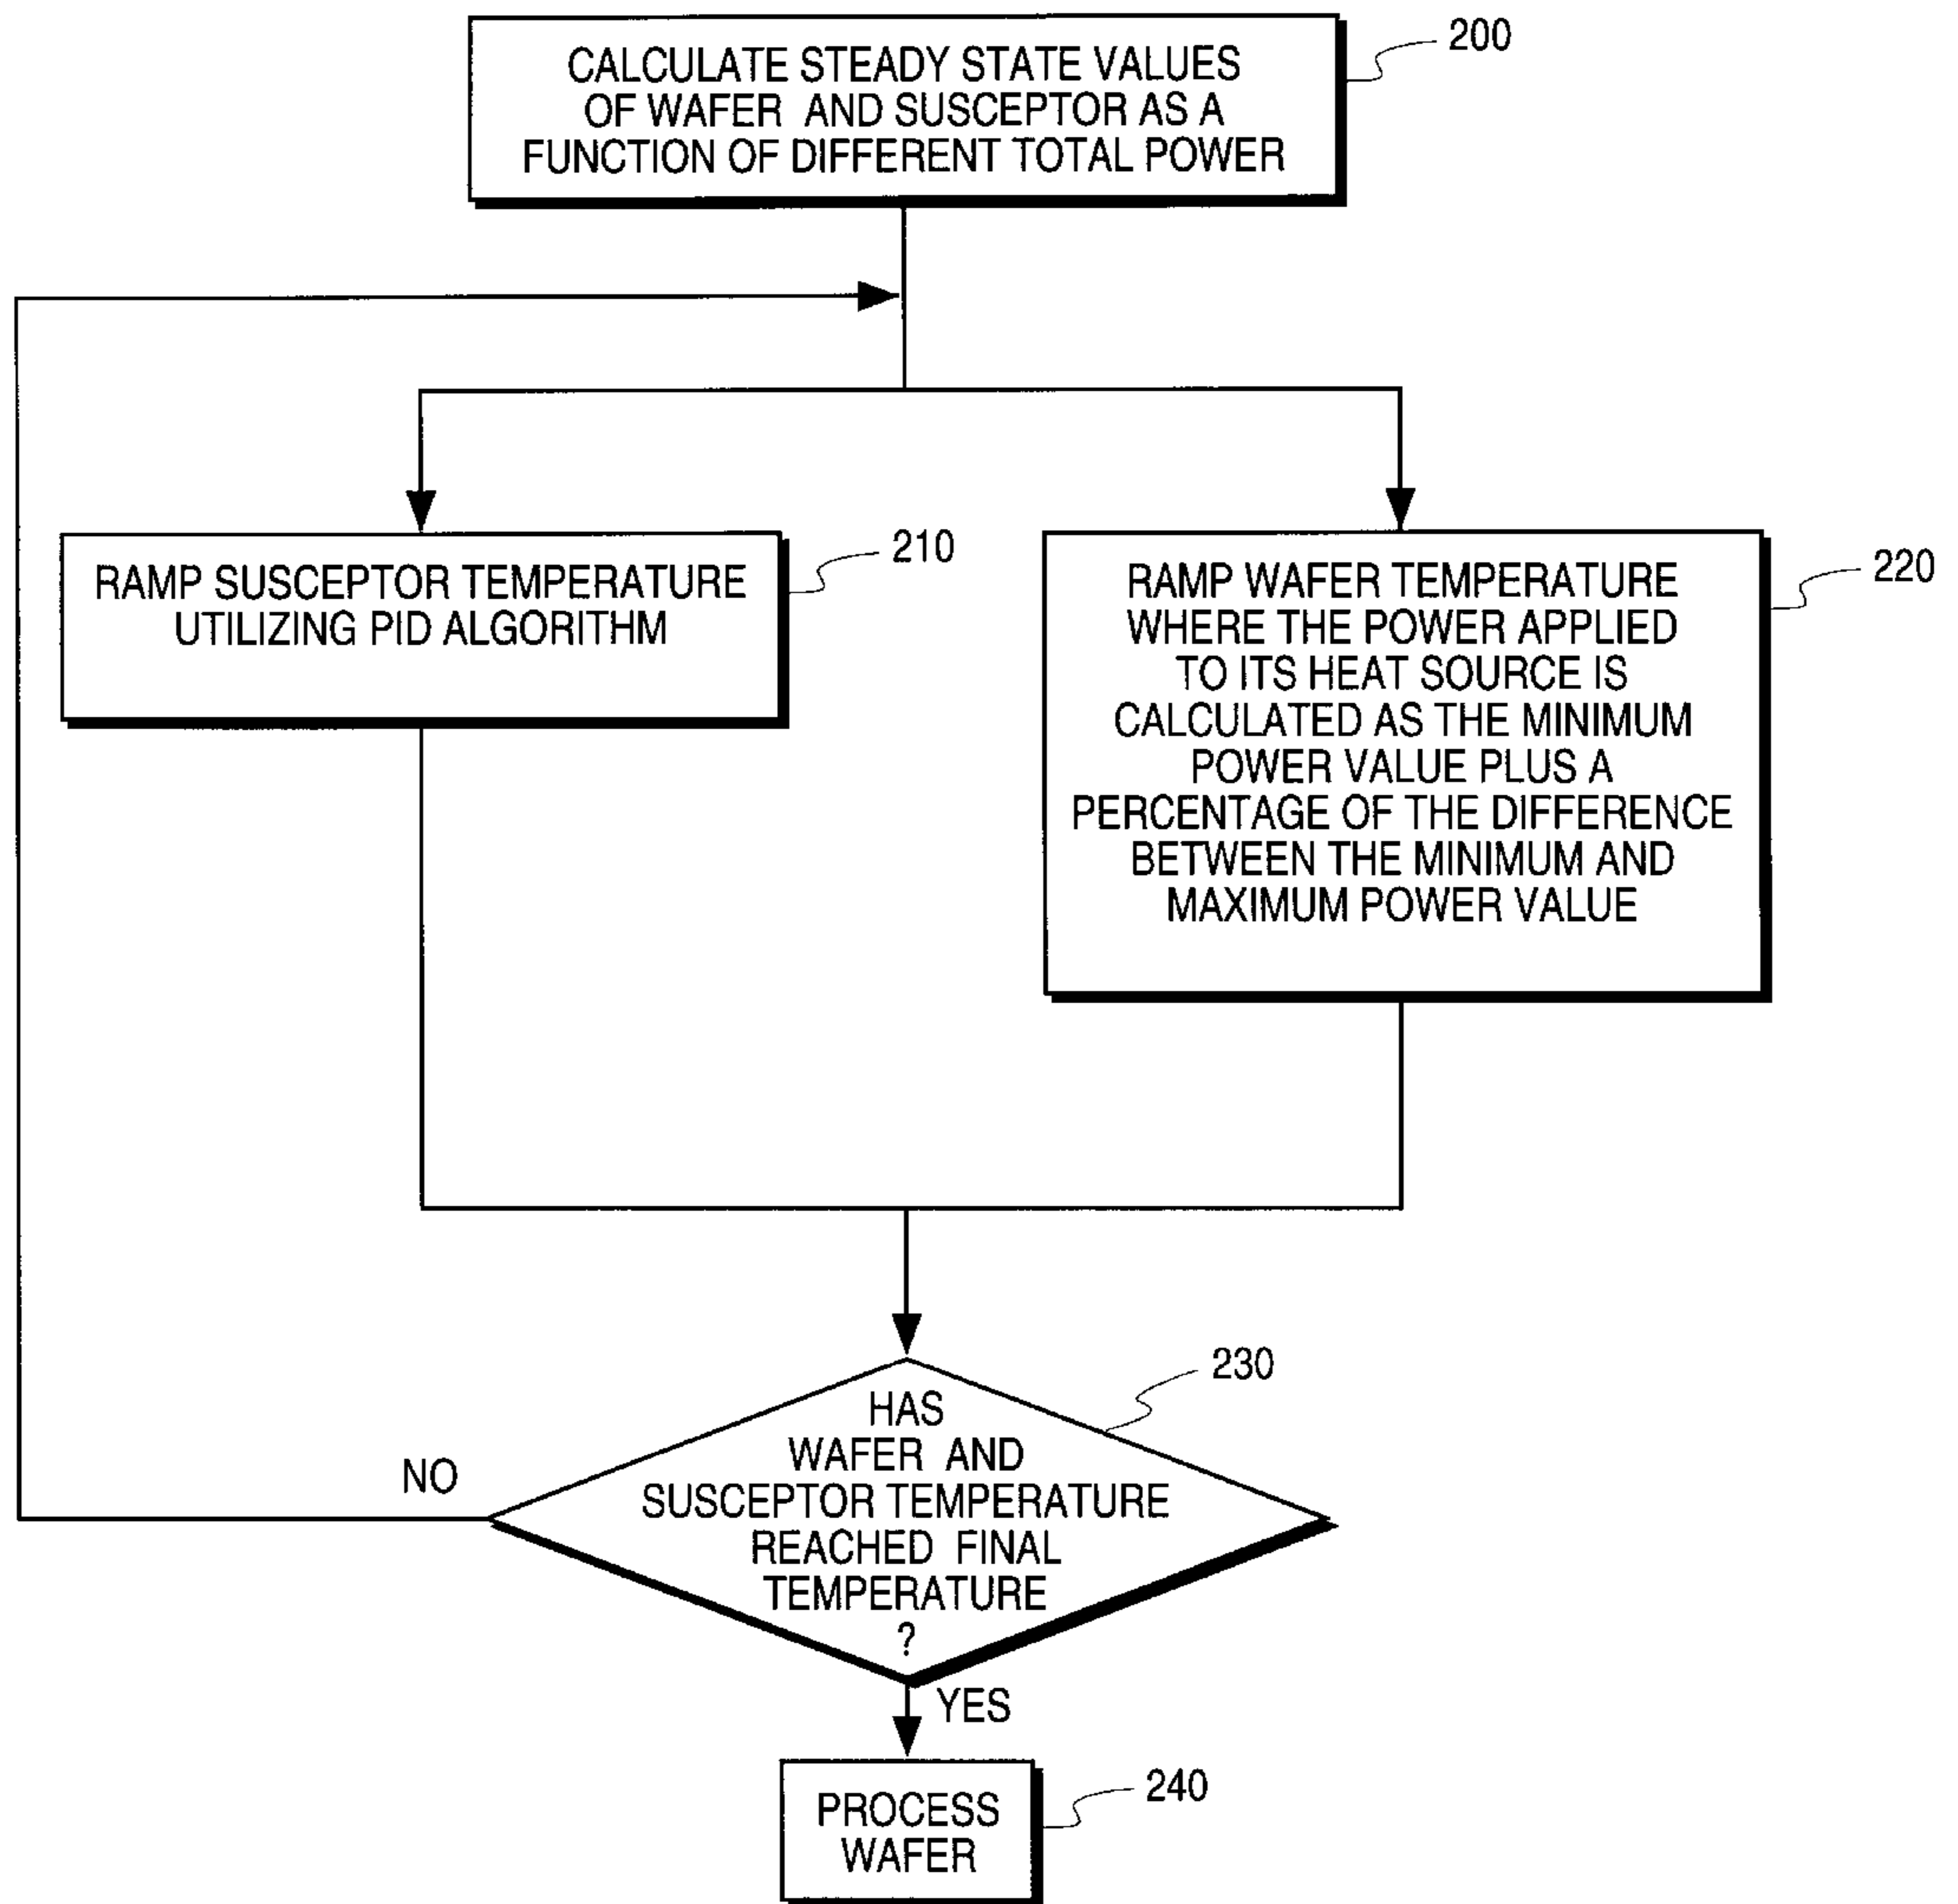 CALCULATE STEADY STATE VALUES
OF WAFER AND SUSCEPTOR AS A
FUNCTION OF DIFFERENT TOTAL POWER
200
RAMP SUSCEPTOR TEMPERATURE
UTILIZING PID ALGORITHM
210
RAMP WAFER TEMPERATURE
WHERE THE POWER APPLIED
TO ITS HEAT SOURCE IS
CALCULATED AS THE MINIMUM
POWER VALUE PLUS A
PERCENTAGE OF THE DIFFERENCE
BETWEEN THE MINIMUM AND
MAXIMUM POWER VALUE
220
HAS
WAFER AND
SUSCEPTOR TEMPERATURE
REACHED FINAL
TEMPERATURE
?
230
NO
YES
PROCESS
WAFER
240